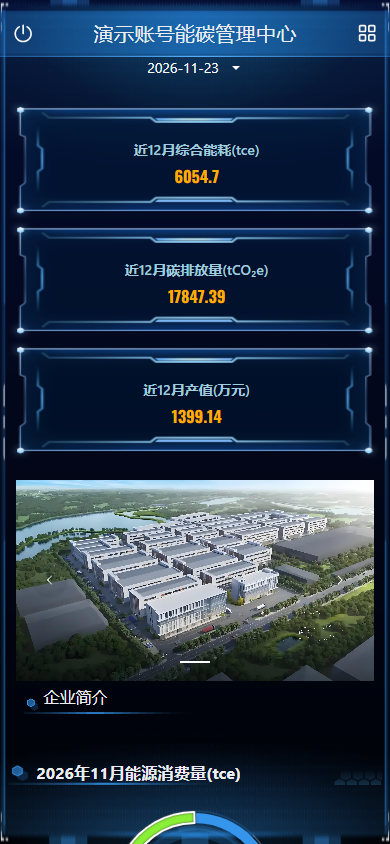 演示账号能碳管理中心
2026-11-23
近12月综合能耗(tce)
6054.7
近12月碳排放量(tCO₂e)
17847.39
近12月产值(万元)
1399.14
企业简介
2026年11月能源消费量(tce)